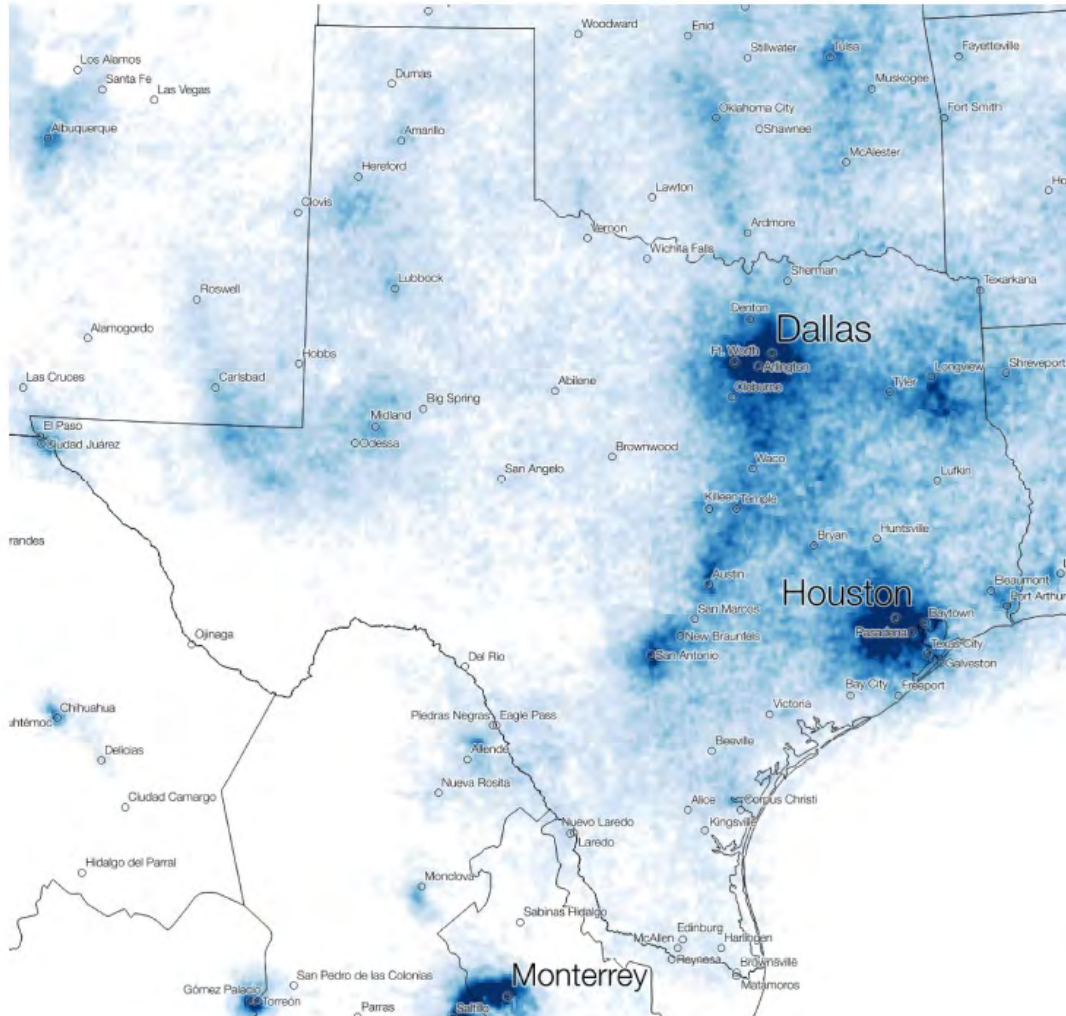 Woodward
Enid
Stillwater
Tulsa
Fayetteville
Los Alamos
Santa Fe
Las Vegas
Dumas
Muskogee
Albuquerque
Amarillo
Oklahoma City
Shawnee
Fort Smith
McAlester
Hereford
Ho
Clovis
Lawton
Vernon
Ardmore
Wichita Falls
Sherman
Texarkana
Roswell
Lubbock
Denton
Alamogordo
Dallas
Hobbs
Ft. Worth
Arlington
Longview
Shreveport
Las Cruces
Carlsbad
Abilene
Cleburne
Tyler
Big Spring
Midland
El Paso
Ciudad Juárez
Odessa
Brownwood
Waco
San Angelo
Lufkin
Killeen
Temple
Huntsville
Bryan
randes
Austin
Houston
Beaumont
Port Arthur
San Marcos
Baytown
Pasadena
New Braunfels
Texas City
San Antonio
Galveston
Ojinaga
Del Rio
Bay City
Freeport
Victoria
Chihuahua
uhtémoc
Piedras Negras
Eagle Pass
Delicias
Allende
Beeville
Nueva Rosita
Ciudad Camargo
Alice
Corpus Christi
Nuevo Laredo
Laredo
Kingsville
Hidalgo del Parral
Monclova
Sabinas Hidalgo
Edinburg
McAllen
Harlingen
Reynosa
Brownsville
Matamoros
San Pedro de las Colonias
Monterrey
Gómez Palacio
Torreón
Parras
Saltillo